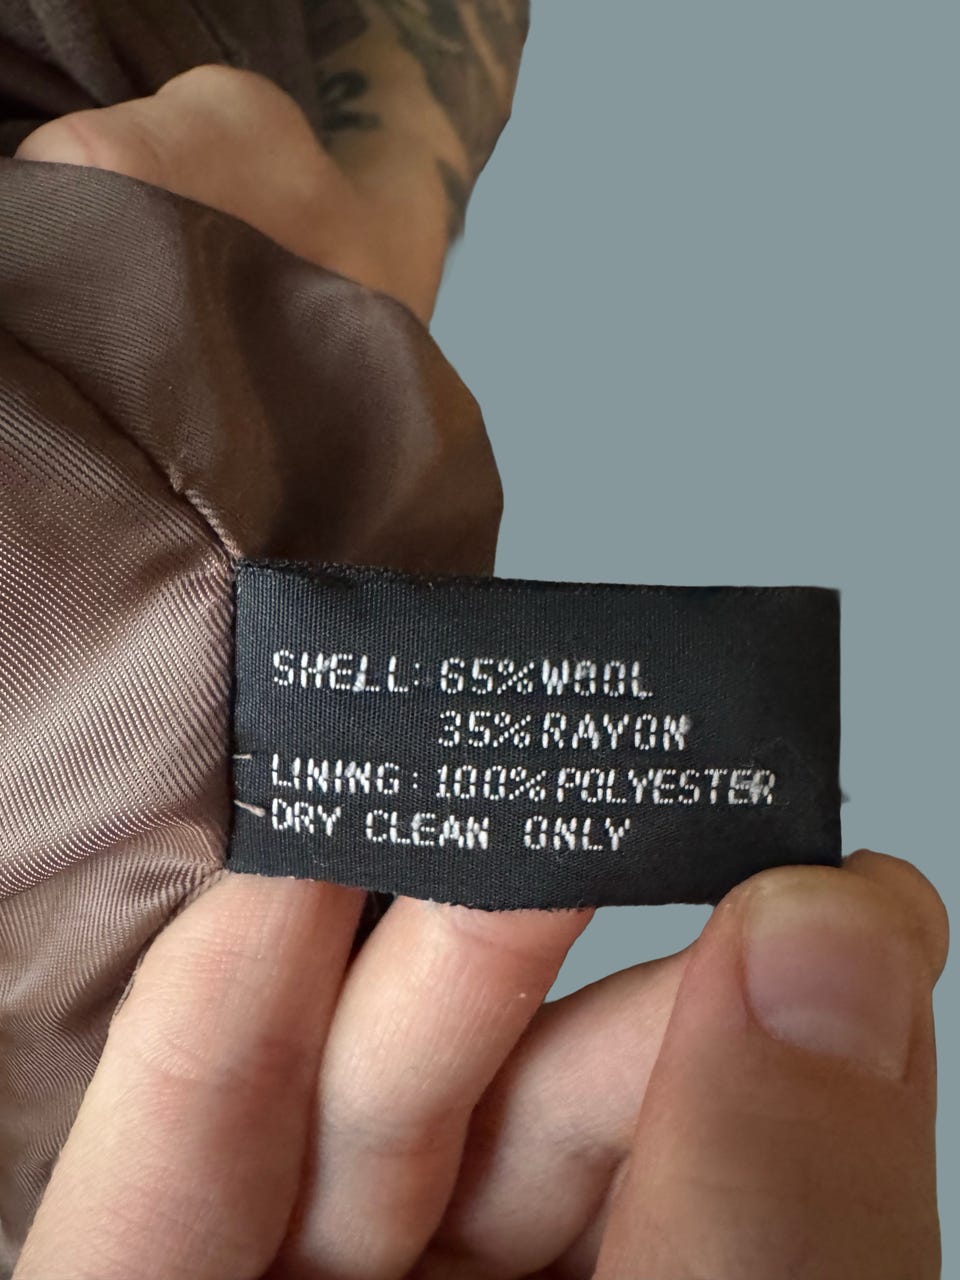 SHELL: 65% WOOL
35% RAYON
LINING: 100% POLYESTER
DRY CLEAN ONLY